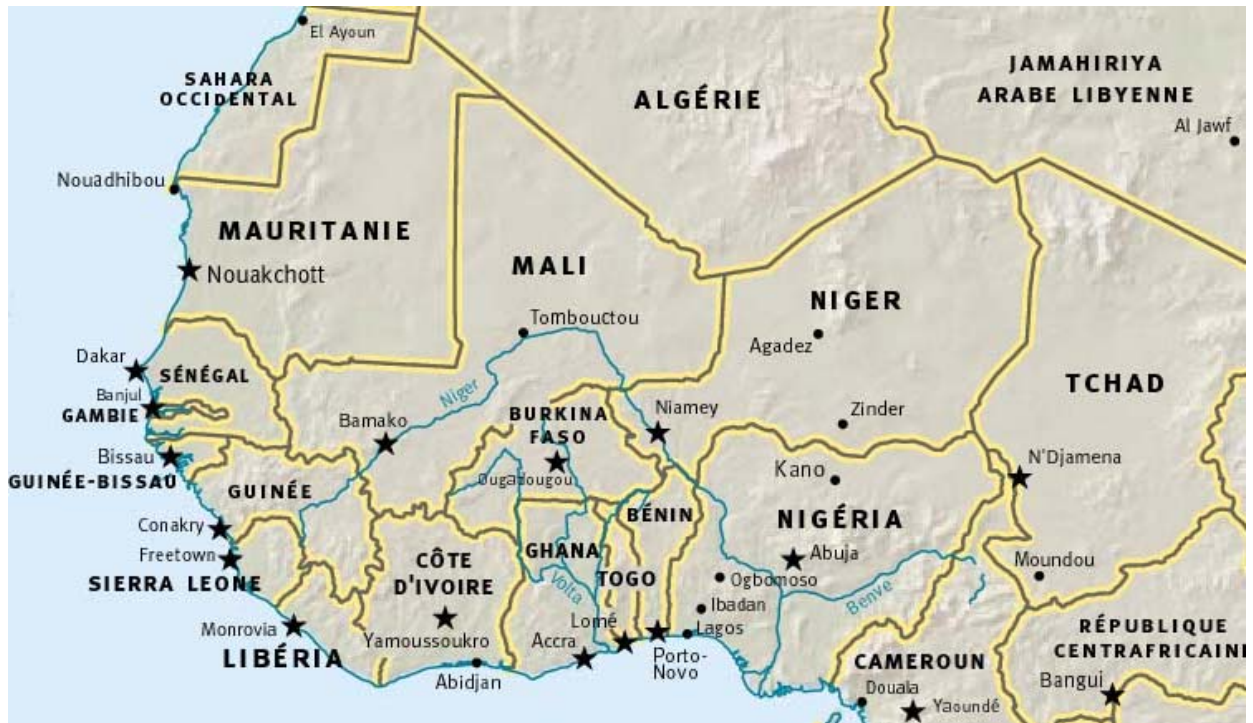 El Ayoun
SAHARA
OCCIDENTAL
ALGÉRIE
JAMAHIRIYA
ARABE LIBYENNE
Al Jawf
Nouadhibou
MAURITANIE
Nouakchott
MALI
Tombouctou
NIGER
Agadez
TCHAD
Dakar
SÉNÉGAL
Banjul
GAMBIE
Niger
Bamako
BURKINA
FASO
Niamey
Zinder
Bissau
GUINÉE-BISSAU
GUINÉE
Ougadougou
Kano
N'Djamena
Conakry
BÉNIN
NIGÉRIA
Freetown
SIERRA LEONE
CÔTE
D'IVOIRE
GHANA
Volta
TOGO
Abuja
Ogbomoso
Benve
Moundou
Ibadan
Monrovia
LIBÉRIA
Yamoussoukro
Abidjan
Accra
Lomé
Lagos
Porto-
Novo
CAMEROUN
Douala
Yaoundé
RÉPUBLIQUE
CENTRAFRICAINE
Bangui